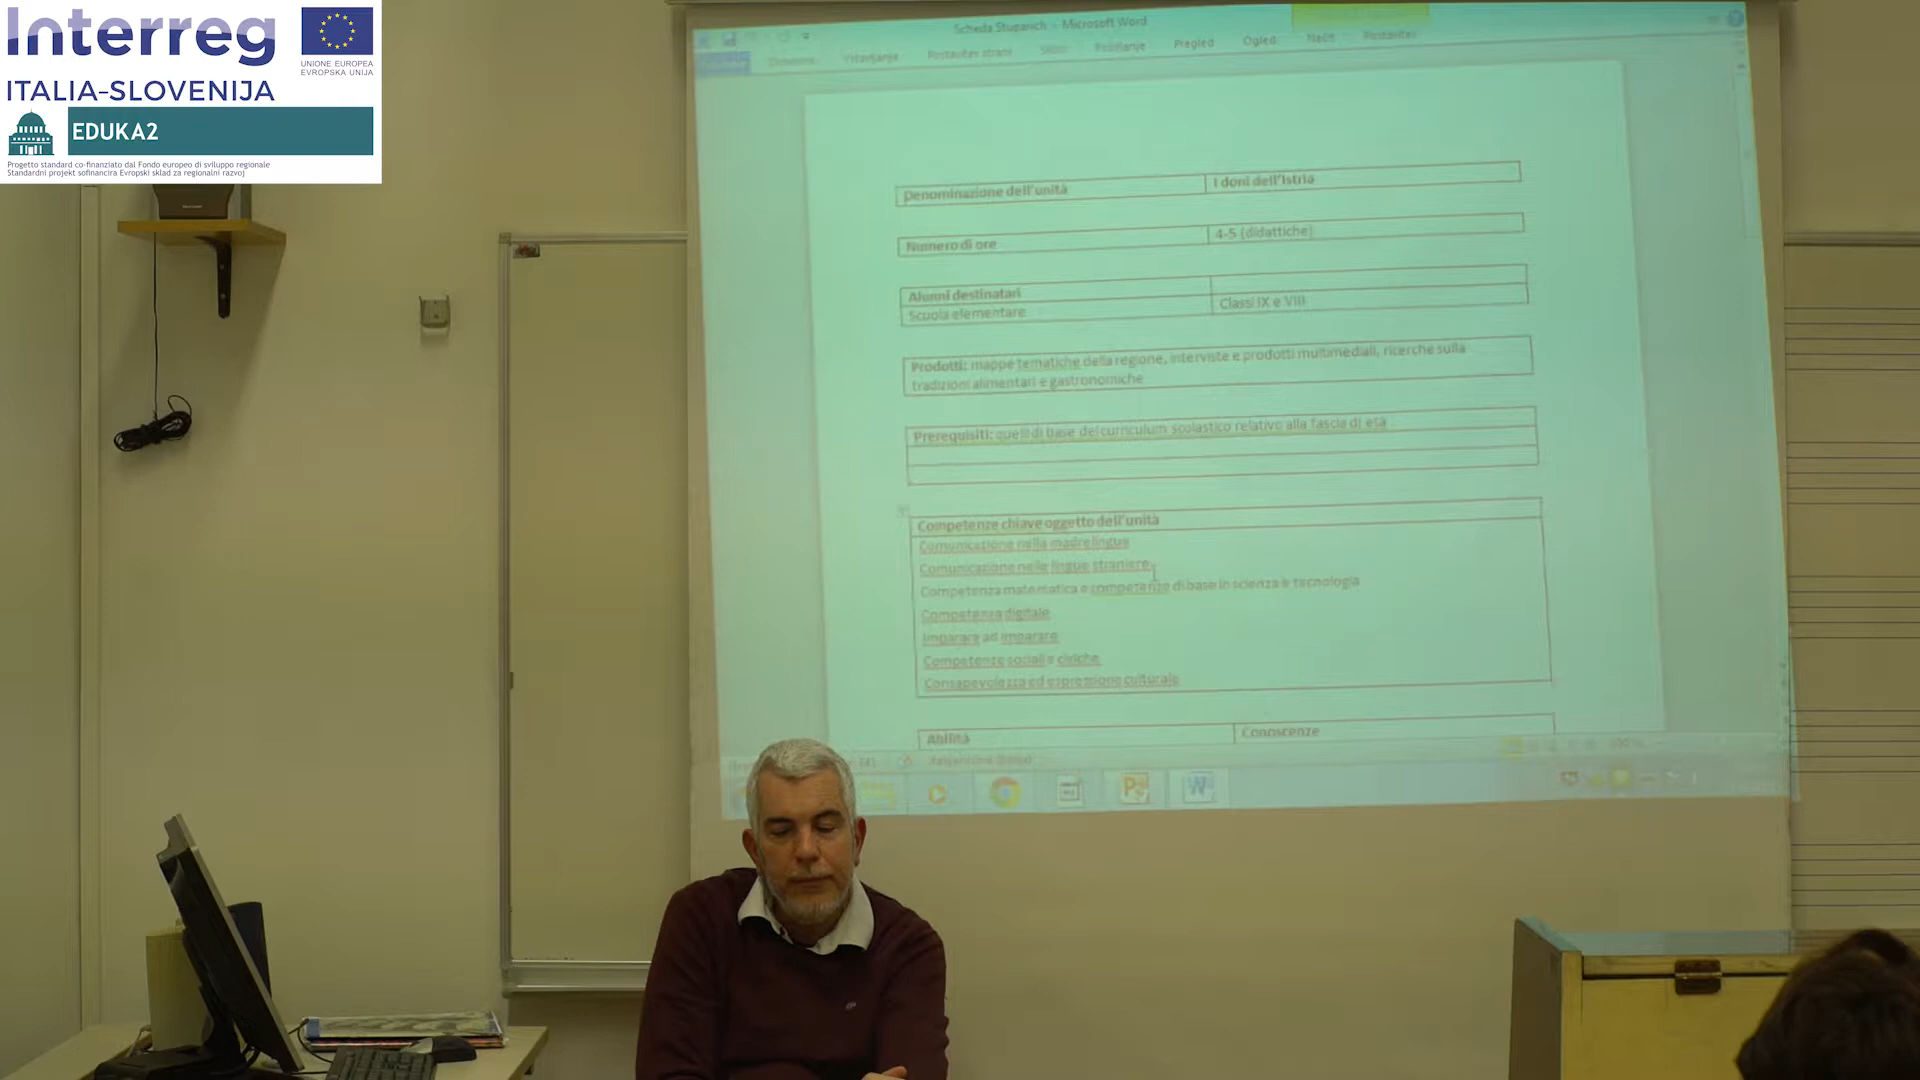 Interreg
UNIONE EUROPEA
EVROPSKA UNIJA
ITALIA-SLOVENIJA
EDUKA2
Progetto standard co-finanziato dal Fondo europeo di sviluppo regionale
Standardni projekt sofinancira Evropski sklad za regionalni razvoj
Scheda Stuparich - Microsoft Word
Pregled Ogled
Denominazione dell'unità I doni dell'Istria
Numero di ore 4-5 (didattiche)
Alunni destinatari
Scuola elementare Classi IX e VIII
Prodotti: mappe tematiche della regione, interviste e prodotti multimediali, ricerche sulla
tradizioni alimentari e gastronomiche
Prerequisiti: quelli di base del curriculum scolastico relativo alla fascia di età
Competenze chiave oggetto dell'unità
Comunicazione nella madrelingua
Comunicazione nelle lingue straniere
Competenza matematica e competenze di base in scienza e tecnologia
Competenza digitale
Imparare ad imparare
Competenze sociali e civiche
Consapevolezza ed espressione culturale
Abilità Conoscenze